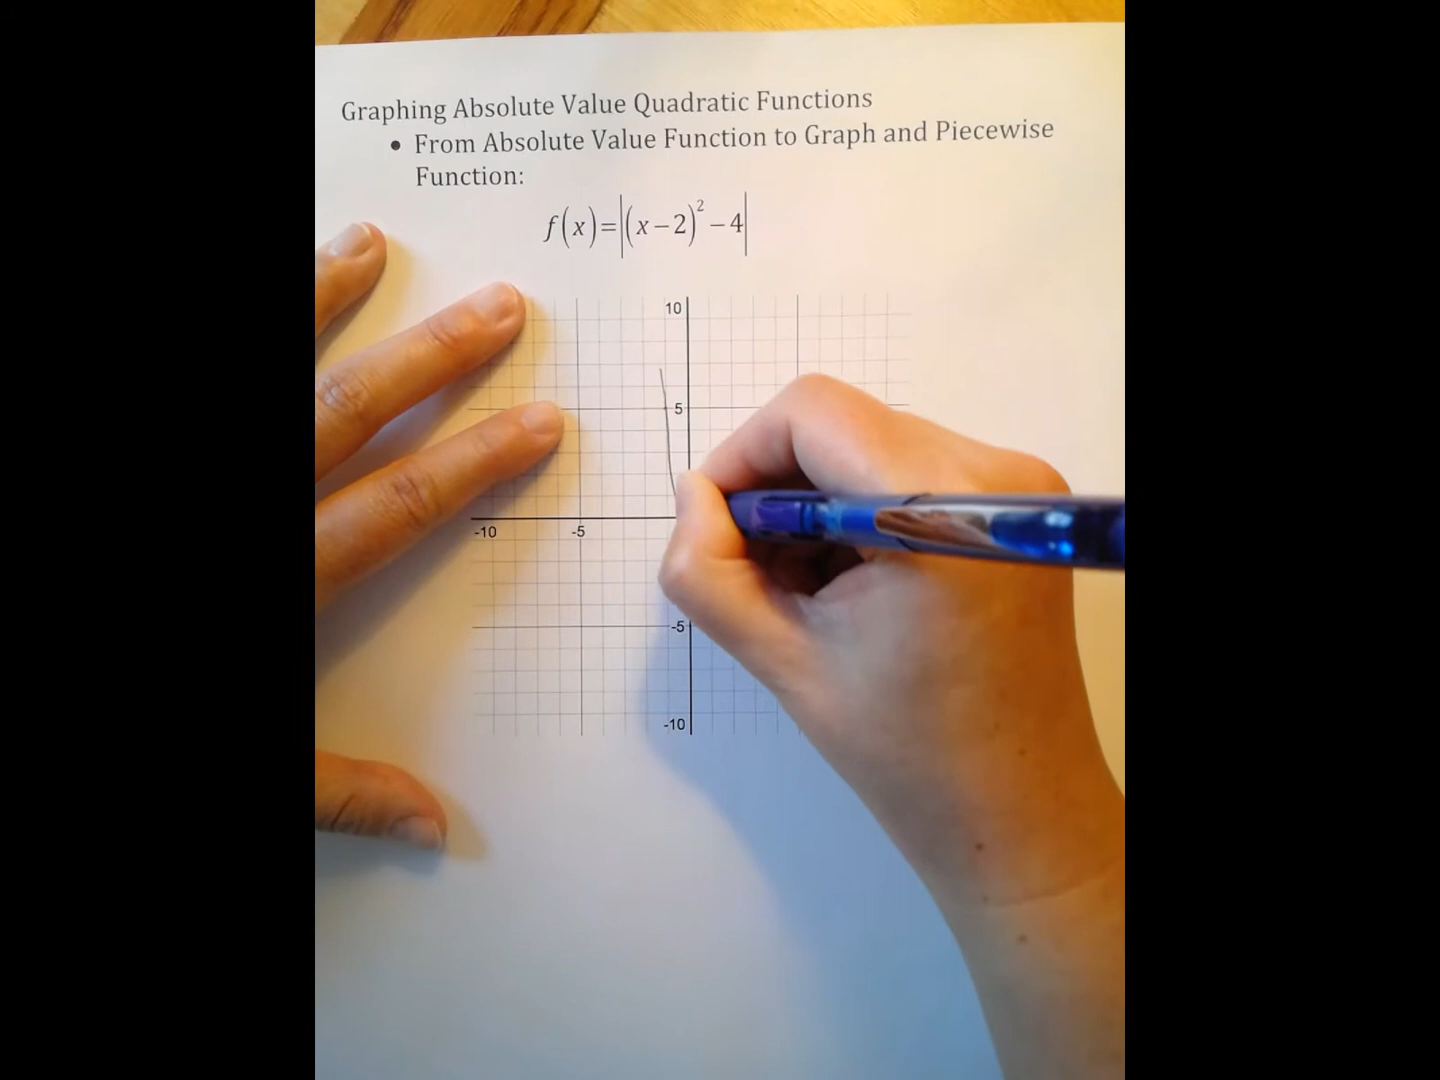 Graphing Absolute Value Quadratic Functions
• From Absolute Value Function to Graph and Piecewise
Function:
f(x)=|(x−2)²−4|
10
5
-10 -5
-5
-10